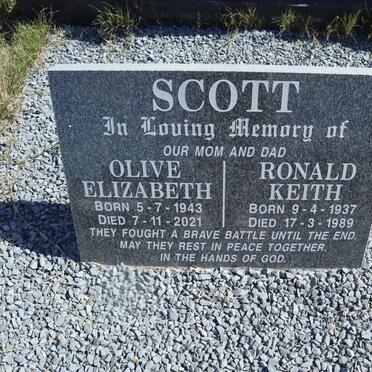 SCOTT
In Loving Memory of
OUR MOM AND DAD
OLIVE
ELIZABETH
BORN 5-7-1943
DIED 7-11-2021
RONALD
KEITH
BORN 9-4-1937
DIED 17-3-1989
THEY FOUGHT A BRAVE BATTLE UNTIL THE END.
MAY THEY REST IN PEACE TOGETHER.
IN THE HANDS OF GOD.